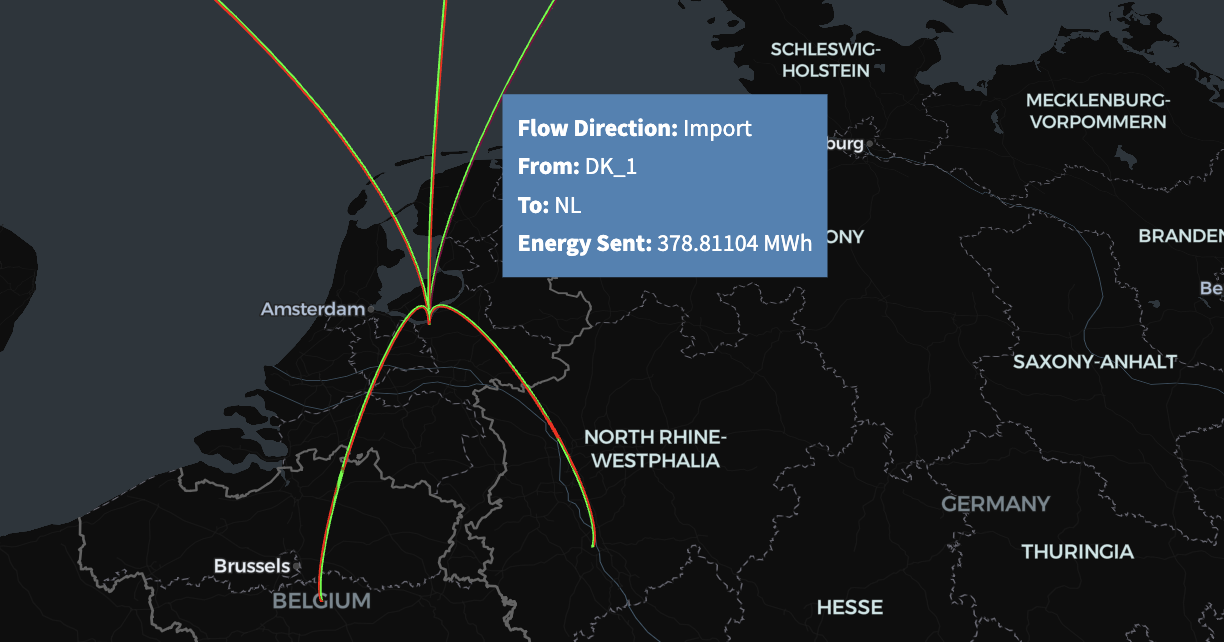 SCHLESWIG-
HOLSTEIN
MECKLENBURG-
VORPOMMERN
Flow Direction: Import
burg
From: DK_1
To: NL
ONY
BRANDEN
Energy Sent: 378.81104 MWh
Be
Amsterdam
SAXONY-ANHALT
NORTH RHINE-
WESTPHALIA
GERMANY
THURINGIA
Brussels
BELGIUM
HESSE